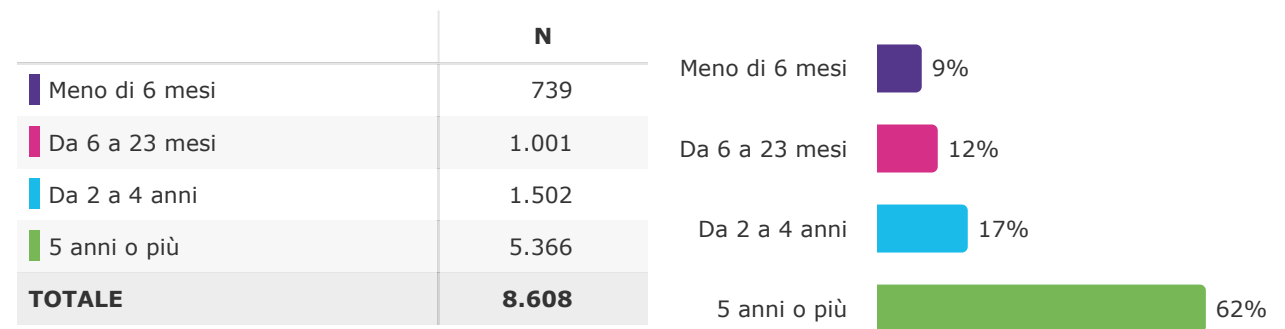 N
Meno di 6 mesi 739
Da 6 a 23 mesi 1.001
Da 2 a 4 anni 1.502
5 anni o più 5.366
TOTALE 8.608
Meno di 6 mesi 9%
Da 6 a 23 mesi 12%
Da 2 a 4 anni 17%
5 anni o più 62%